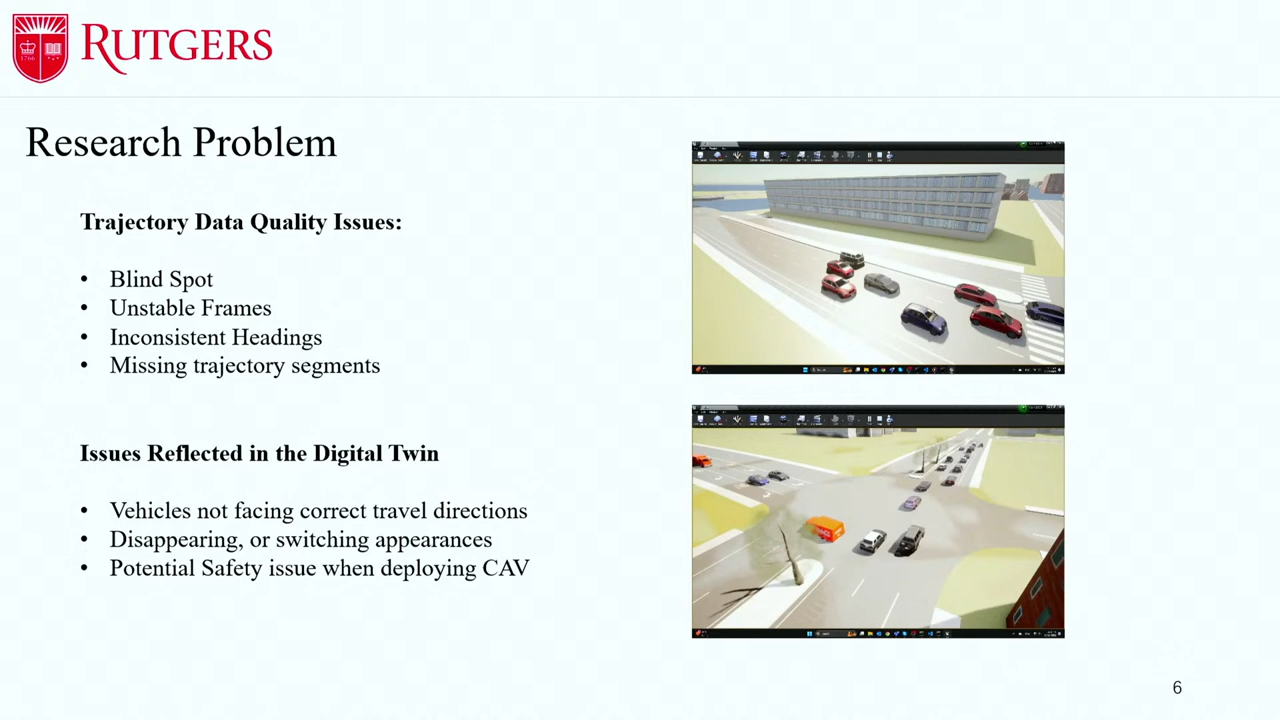 1766
RUTGERS
Research Problem
Trajectory Data Quality Issues:
• Blind Spot
• Unstable Frames
• Inconsistent Headings
• Missing trajectory segments
Issues Reflected in the Digital Twin
• Vehicles not facing correct travel directions
• Disappearing, or switching appearances
• Potential Safety issue when deploying CAV
6